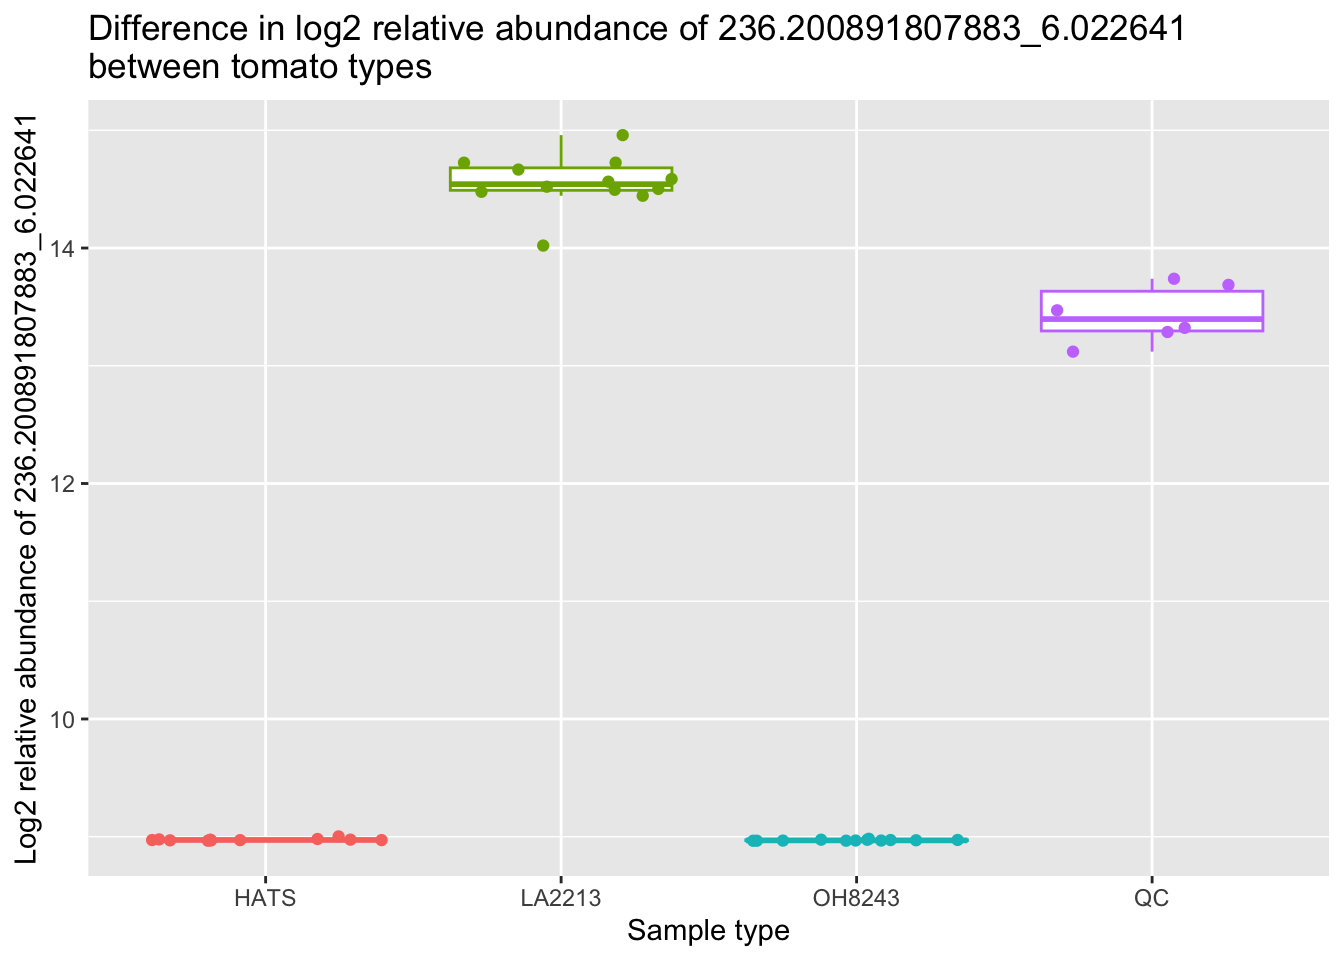 Difference in log2 relative abundance of 236.200891807883_6.022641
between tomato types
Log2 relative abundance of 236.200891807883_6.022641
14
12
10
HATS
LA2213
OH8243
QC
Sample type